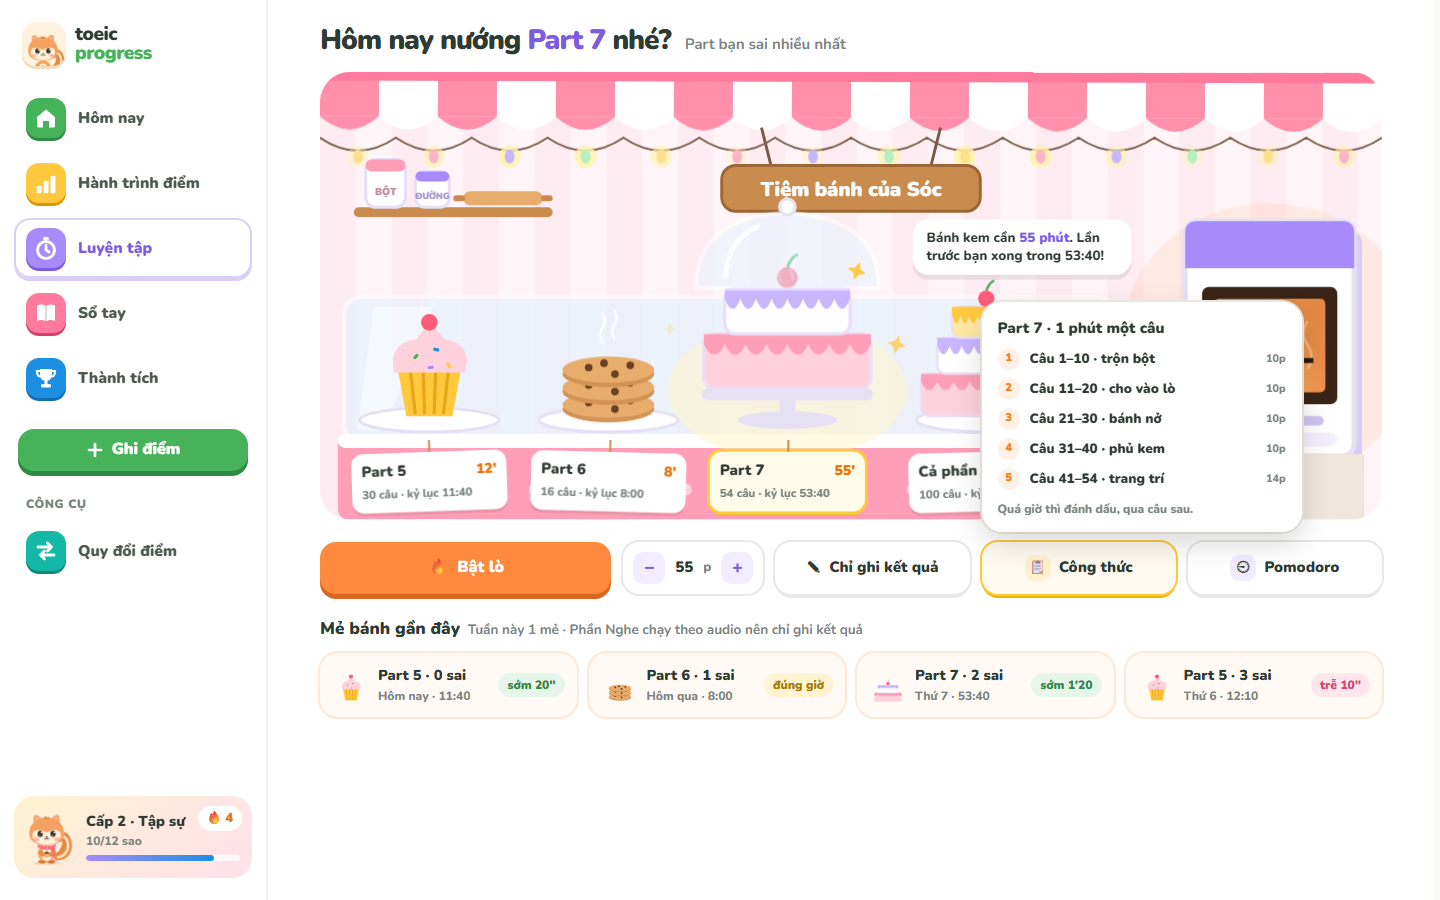 toeic
progress
Hôm nay
Hành trình điểm
Luyện tập
Sổ tay
Thành tích
+ Ghi điểm
CÔNG CỤ
Quy đổi điểm
Cấp 2 · Tập sự
4
10/12 sao
Hôm nay nướng Part 7 nhé? Part bạn sai nhiều nhất
BỘT
ĐƯỜNG
Tiệm bánh của Sóc
Bánh kem cần 55 phút. Lần
trước bạn xong trong 53:40!
Part 5 12'
30 câu · kỷ lục 11:40
Part 6 8'
16 câu · kỷ lục 8:00
Part 7 55'
54 câu · kỷ lục 53:40
Cả phần
100 câu
Part 7 · 1 phút một câu
1 Câu 1–10 · trộn bột 10p
2 Câu 11–20 · cho vào lò 10p
3 Câu 21–30 · bánh nở 10p
4 Câu 31–40 · phủ kem 10p
5 Câu 41–54 · trang trí 14p
Quá giờ thì đánh dấu, qua câu sau.
Bật lò
− 55 p +
Chỉ ghi kết quả
Công thức
Pomodoro
Mẻ bánh gần đây Tuần này 1 mẻ · Phần Nghe chạy theo audio nên chỉ ghi kết quả
Part 5 · 0 sai
Hôm nay · 11:40
sớm 20"
Part 6 · 1 sai
Hôm qua · 8:00
đúng giờ
Part 7 · 2 sai
Thứ 7 · 53:40
sớm 1'20
Part 5 · 3 sai
Thứ 6 · 12:10
trễ 10"